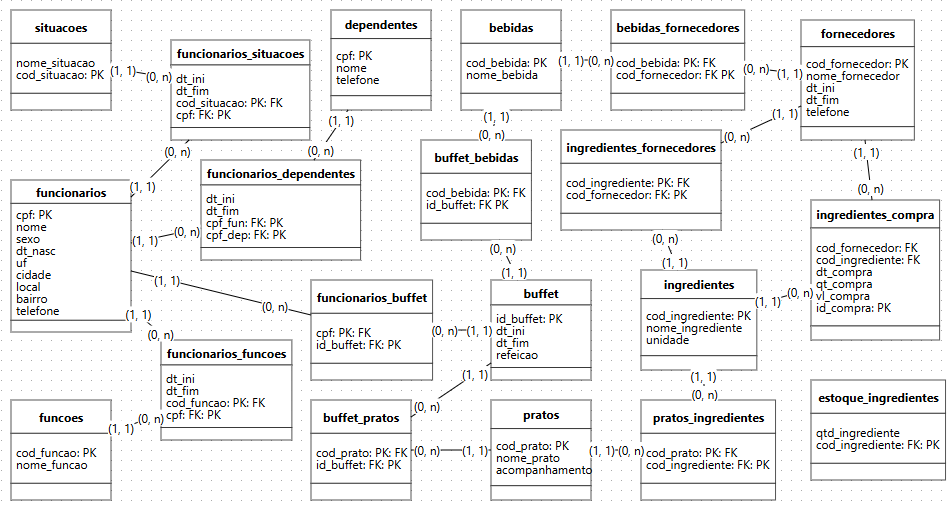 situacoes
nome_situacao
cod_situacao: PK
(1, 1)
(0, n)
funcionarios_situacoes
dt_ini
dt_fim
cod_situacao: PK: FK
cpf: FK: PK
(0, n)
(1, 1)
dependentes
cpf: PK
nome
telefone
(1, 1)
(0, n)
funcionarios_dependentes
dt_ini
dt_fim
cpf_fun: FK: PK
cpf_dep: FK: PK
(1, 1)
(0, n)
funcionarios
cpf: PK
nome
sexo
dt_nasc
uf
cidade
local
bairro
telefone
(1, 1)
(0, n)
(1, 1)
(0, n)
funcionarios_funcoes
dt_ini
dt_fim
cod_funcao: PK: FK
cpf: FK: PK
funcoes
cod_funcao: PK
nome_funcao
(1, 1)
(0, n)
funcionarios_buffet
cpf: PK: FK
id_buffet: FK: PK
(0, n)
(1, 1)
bebidas
cod_bebida: PK
nome_bebida
(1, 1)
(0, n)
bebidas_fornecedores
cod_bebida: PK: FK
cod_fornecedor: FK PK
(0, n)
(1, 1)
fornecedores
cod_fornecedor: PK
nome_fornecedor
dt_ini
dt_fim
telefone
(1, 1)
(0, n)
buffet_bebidas
cod_bebida: PK: FK
id_buffet: FK PK
(0, n)
(1, 1)
ingredientes_fornecedores
cod_ingrediente: PK: FK
cod_fornecedor: FK: PK
(0, n)
(1, 1)
(0, n)
(1, 1)
(1, 1)
(0, n)
ingredientes_compra
cod_fornecedor: FK
cod_ingrediente: FK
dt_compra
qt_compra
vl_compra
id_compra: PK
buffet
id_buffet: PK
dt_ini
dt_fim
refeicao
(1, 1)
(0, n)
ingredientes
cod_ingrediente: PK
nome_ingrediente
unidade
(1, 1)
(0, n)
(1, 1)
(0, n)
buffet_pratos
cod_prato: PK: FK
id_buffet: FK: PK
(0, n)
(1, 1)
pratos
cod_prato: PK
nome_prato
acompanhamento
(1, 1)
(0, n)
pratos_ingredientes
cod_prato: PK: FK
cod_ingrediente: FK: PK
estoque_ingredientes
qtd_ingrediente
cod_ingrediente: FK: PK